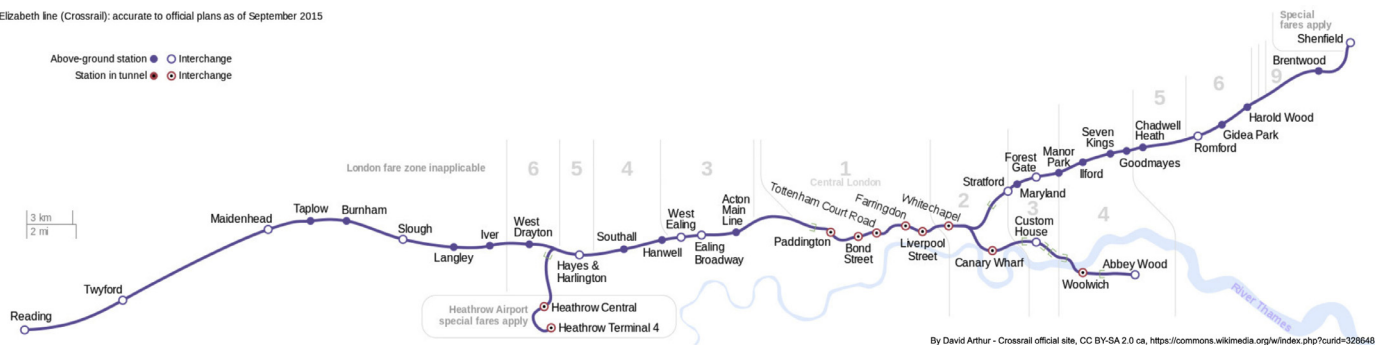 Elizabeth line (Crossrail): accurate to official plans as of September 2015
Above-ground station
Interchange
Station in tunnel
Interchange
3 km
2 mi
London fare zone inapplicable
6
5
4
3
1
Central London
2
3
4
5
6
9
Special
fares apply
Reading
Twyford
Maidenhead
Taplow
Burnham
Slough
Langley
Iver
West
Drayton
Heathrow Airport
special fares apply
Heathrow Central
Heathrow Terminal 4
Hayes &
Harlington
Southall
Hanwell
West
Ealing
Ealing
Broadway
Acton
Main
Line
Paddington
Bond
Street
Tottenham Court Road
Farringdon
Liverpool
Street
Whitechapel
Stratford
Maryland
Forest
Gate
Manor
Park
Ilford
Seven
Kings
Goodmayes
Chadwell
Heath
Romford
Gidea Park
Harold Wood
Brentwood
Shenfield
Canary Wharf
Custom
House
Woolwich
Abbey Wood
River Thames
By David Arthur - Crossrail official site, CC BY-SA 2.0 ca, https://commons.wikimedia.org/w/index.php?curid=328648